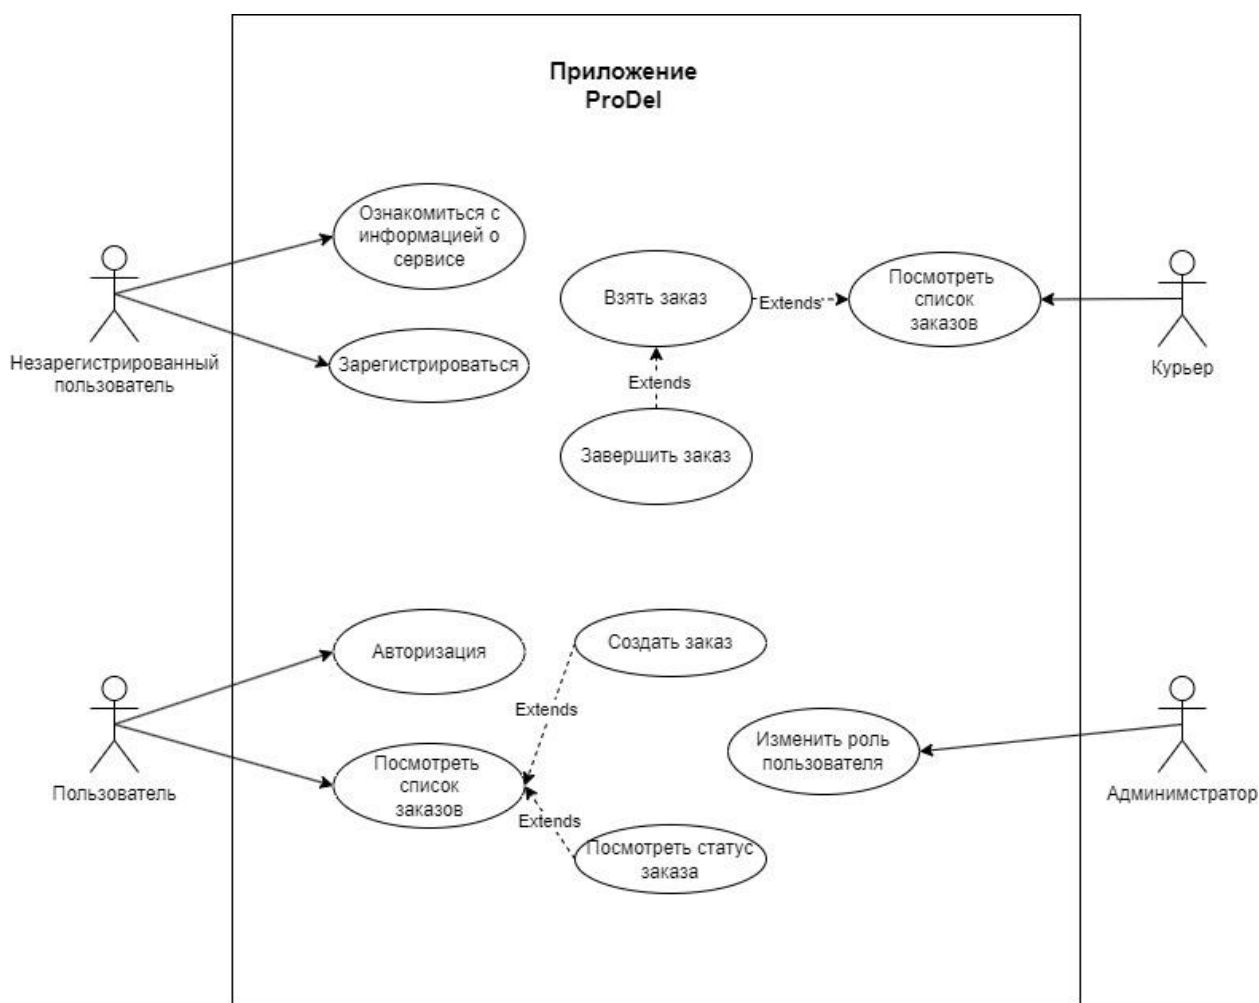 Приложение
ProDel
Ознакомиться с
информацией о
сервисе
Незарегистрированный
пользователь
Зарегистрироваться
Взять заказ
Extends
Посмотреть
список
заказов
Курьер
Extends
Завершить заказ
Авторизация
Создать заказ
Extends
Пользователь
Посмотреть
список
заказов
Extends
Посмотреть статус
заказа
Изменить роль
пользователя
Админимстратор